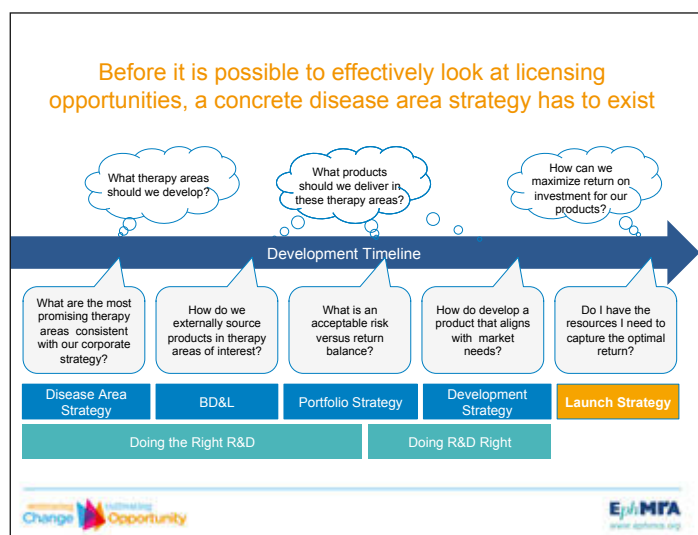 Before it is possible to effectively look at licensing
opportunities, a concrete disease area strategy has to exist
What therapy areas
should we develop?
What products
should we deliver in
these therapy areas?
How can we
maximize return on
investment for our
products?
Development Timeline
What are the most
promising therapy
areas consistent
with our corporate
strategy?
How do we
externally source
products in therapy
areas of interest?
What is an
acceptable risk
versus return
balance?
How do develop a
product that aligns
with market
needs?
Do I have the
resources I need to
capture the optimal
return?
Disease Area
Strategy
BD&L
Portfolio Strategy
Development
Strategy
Launch Strategy
Doing the Right R&D
Doing R&D Right
Change
Opportunity
EphMRA
www.ephmra.org